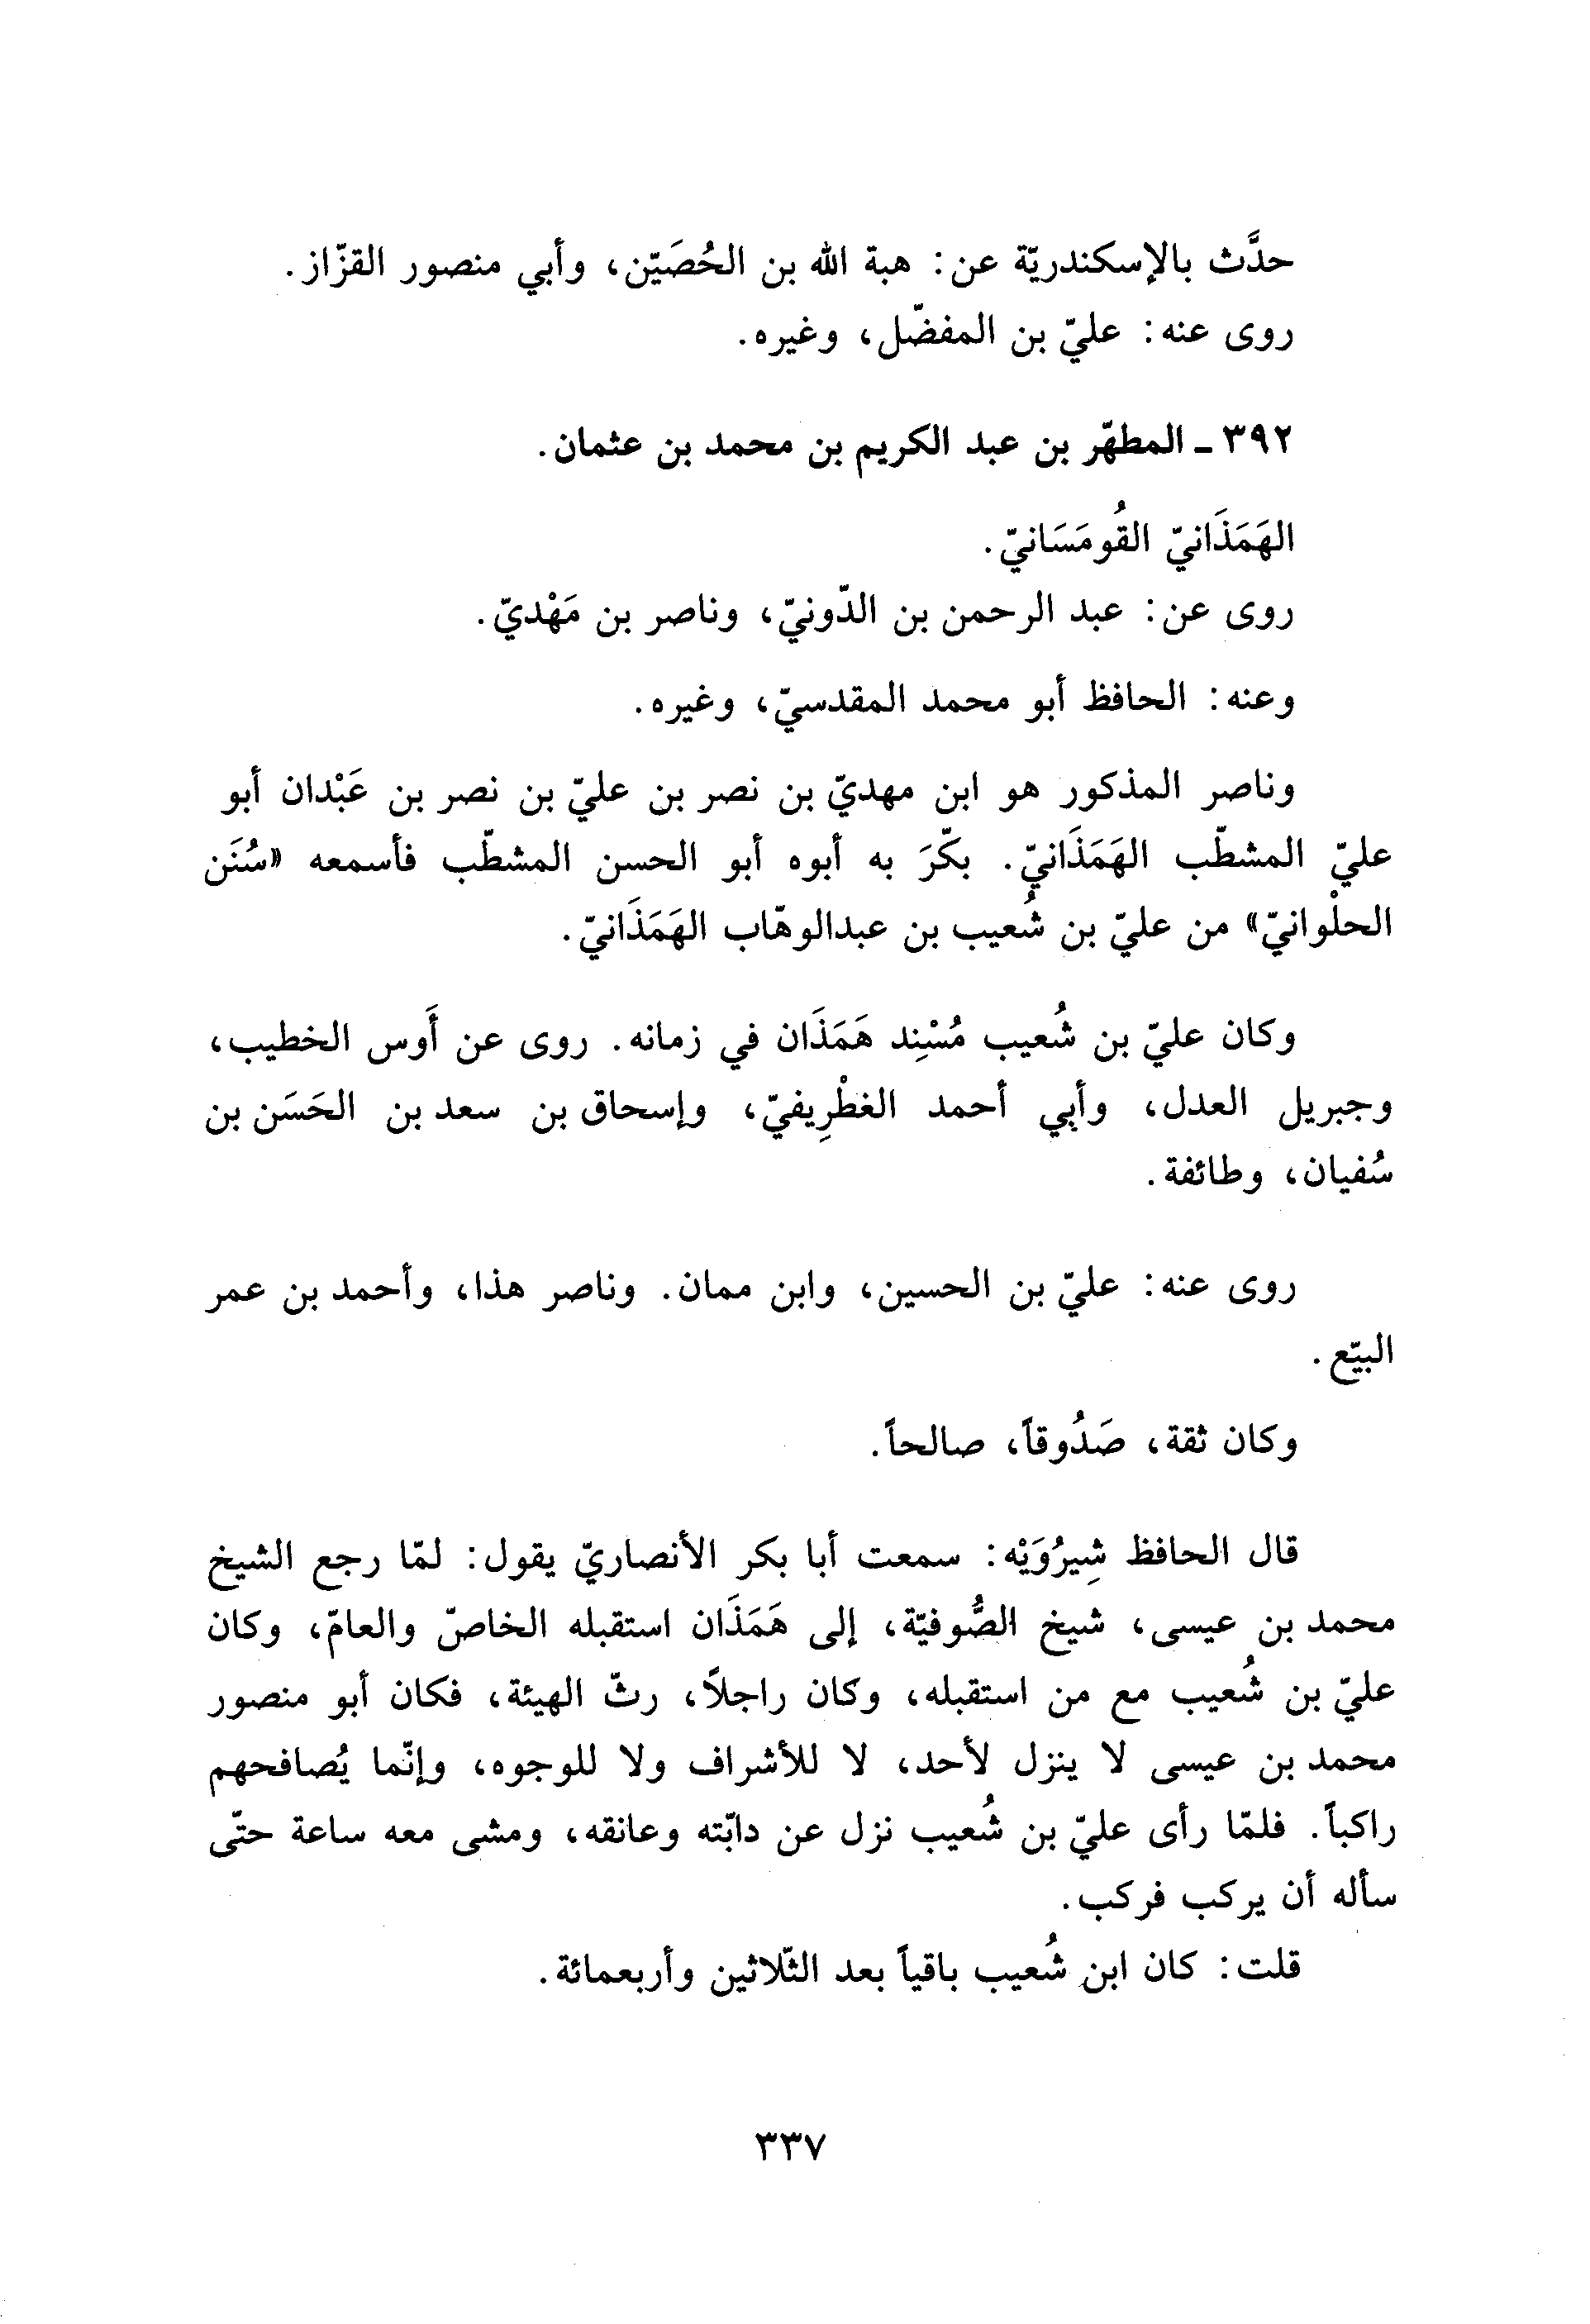 حدَّث بالإسكندريّة عن: هبة الله بن الحُصَيّن، وأبي منصور القزّاز.
روى عنه: عليّ بن المفضّل، وغيره.
٣٩٢ ـ المطهّر بن عبد الكريم بن محمد بن عثمان.
الهَمَذَانيّ القُومَسَانيّ.
روى عن: عبد الرحمن بن الدّونيّ، وناصر بن مَهْديّ.
وعنه: الحافظ أبو محمد المقدسيّ، وغيره.
وناصر المذكور هو ابن مهديّ بن نصر بن عليّ بن نصر بن عَبْدان أبو
عليّ المشطّب الهَمَذَانيّ. بكّرَ به أبوه أبو الحسن المشطّب فأسمعه «سُنَن
الحلْوانيّ» من عليّ بن شُعيب بن عبدالوهّاب الهَمَذَانيّ.
وكان عليّ بن شُعيب مُسْنِد هَمَذَان في زمانه. روى عن أَوس الخطيب،
وجبريل العدل، وأبي أحمد الغطْرِيفيّ، وإسحاق بن سعد بن الحَسَن بن
سُفيان، وطائفة.
روى عنه: عليّ بن الحسين، وابن ممان. وناصر هذا، وأحمد بن عمر
البيّع.
وكان ثقة، صَدُوقاً، صالحاً.
قال الحافظ شِيرُوَيْه: سمعت أبا بكر الأنصاريّ يقول: لمّا رجع الشيخ
محمد بن عيسى، شيخ الصُّوفيّة، إلى هَمَذَان استقبله الخاصّ والعامّ، وكان
عليّ بن شُعيب مع من استقبله، وكان راجلاً، رثّ الهيئة، فكان أبو منصور
محمد بن عيسى لا ينزل لأحد، لا للأشراف ولا للوجوه، وإنّما يُصافحهم
راكباً. فلمّا رأى عليّ بن شُعيب نزل عن دابّته وعانقه، ومشى معه ساعة حتّى
سأله أن يركب فركب.
قلت: كان ابن شُعيب باقياً بعد الثّلاثين وأربعمائة.
٣٣٧